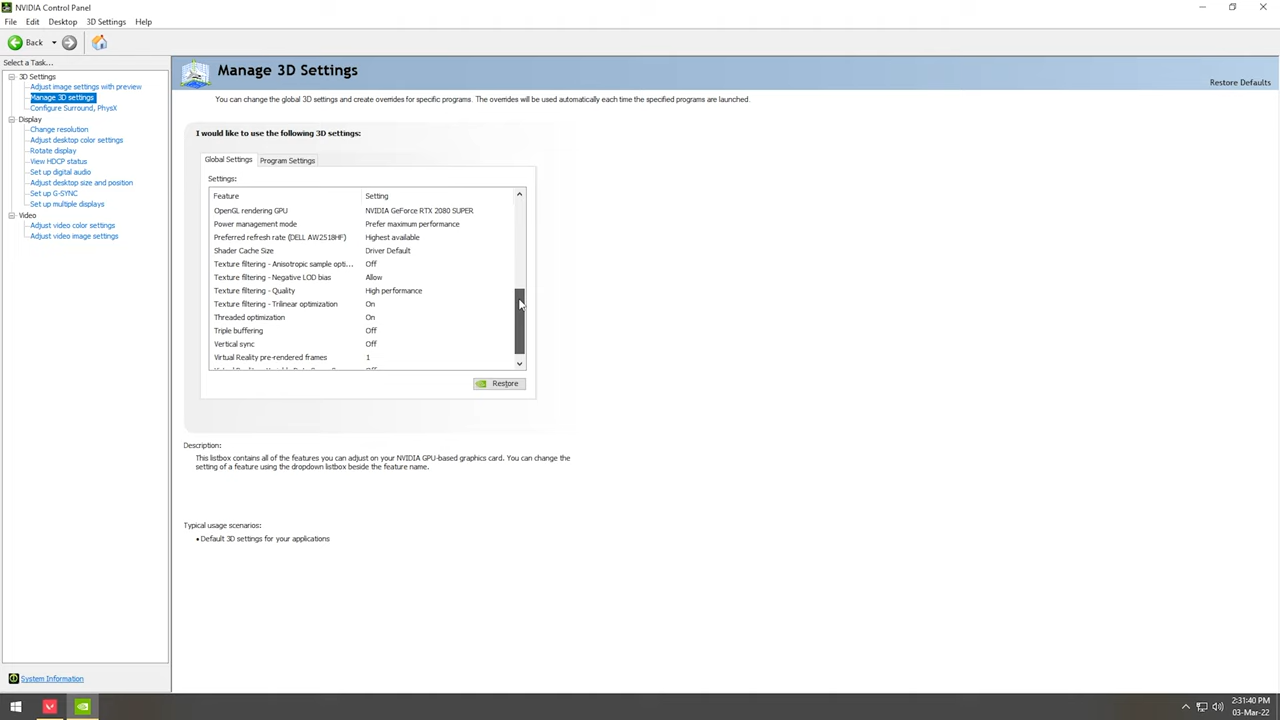 NVIDIA Control Panel
File Edit Desktop 3D Settings Help
Back
Select a Task...
3D Settings
Adjust image settings with preview
Manage 3D settings
Configure Surround, PhysX
Display
Change resolution
Adjust desktop color settings
Rotate display
View HDCP status
Set up digital audio
Adjust desktop size and position
Set up G-SYNC
Set up multiple displays
Video
Adjust video color settings
Adjust video image settings
System Information
Manage 3D Settings
Restore Defaults
You can change the global 3D settings and create overrides for specific programs. The overrides will be used automatically each time the specified programs are launched.
I would like to use the following 3D settings:
Global Settings Program Settings
Settings:
Feature Setting
OpenGL rendering GPU NVIDIA GeForce RTX 2080 SUPER
Power management mode Prefer maximum performance
Preferred refresh rate (DELL AW2518HF) Highest available
Shader Cache Size Driver Default
Texture filtering - Anisotropic sample opti... Off
Texture filtering - Negative LOD bias Allow
Texture filtering - Quality High performance
Texture filtering - Trilinear optimization On
Threaded optimization On
Triple buffering Off
Vertical sync Off
Virtual Reality pre-rendered frames 1
Restore
Description:
This listbox contains all of the features you can adjust on your NVIDIA GPU-based graphics card. You can change the
setting of a feature using the dropdown listbox beside the feature name.
Typical usage scenarios:
• Default 3D settings for your applications
2:31:40 PM
03-Mar-22